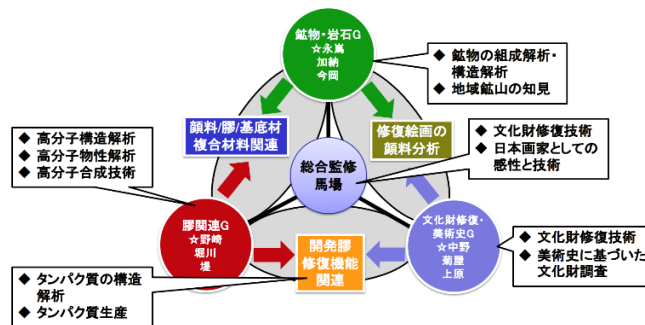 鉱物・岩石G
☆永嶌
加納
今岡
◆ 鉱物の組成解析・
構造解析
◆ 地域鉱山の知見
顔料/膠/基底材
複合材料関連
修復絵画の
顔料分析
◆ 高分子構造解析
◆ 高分子物性解析
◆ 高分子合成技術
◆ 文化財修復技術
◆ 日本画家としての
感性と技術
総合監修
馬場
膠関連G
☆野崎
堀川
堤
開発膠
修復機能
関連
文化財修復・
美術史G
☆中野
菊屋
上原
◆ タンパク質の構造
解析
◆ タンパク質生産
◆ 文化財修復技術
◆ 美術史に基づいた
文化財調査